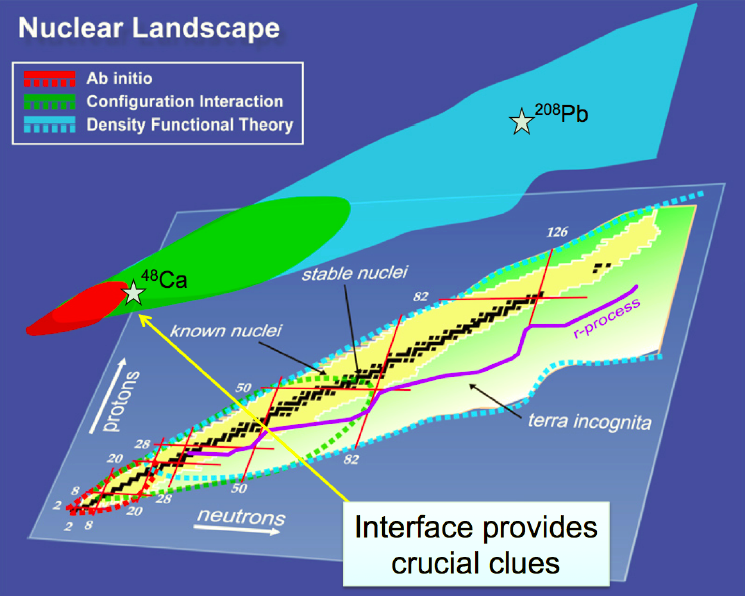 Nuclear Landscape
Ab initio
Configuration Interaction
Density Functional Theory
208Pb
48Ca
126
stable nuclei
82
known nuclei
r-process
50
protons
terra incognita
28
82
20
50
8
28
2
20
2 8
neutrons
Interface provides
crucial clues